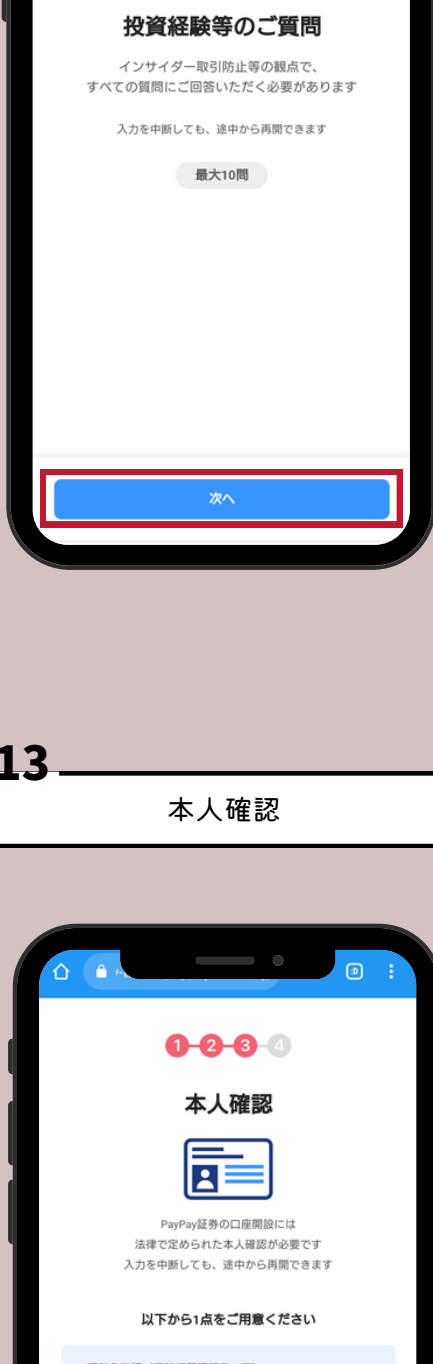 投資経験等のご質問
インサイダー取引防止等の観点で、
すべての質問にご回答いただく必要があります
入力を中断しても、途中から再開できます
最大10問
次へ
13
本人確認
1 2 3 4
本人確認
PayPay証券の口座開設には
法律で定められた本人確認が必要です
入力を中断しても、途中から再開できます
以下から1点をご用意ください